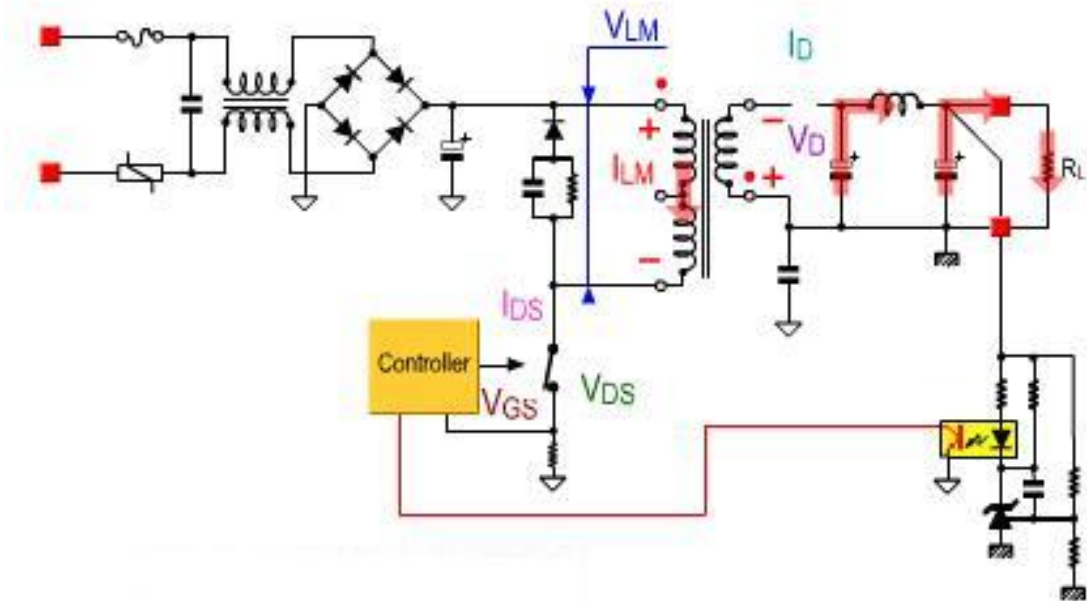 VLM
ID
+
-
VD
ILM
+
+
+
RL
-
+
IDS
Controller
VGS
VDS